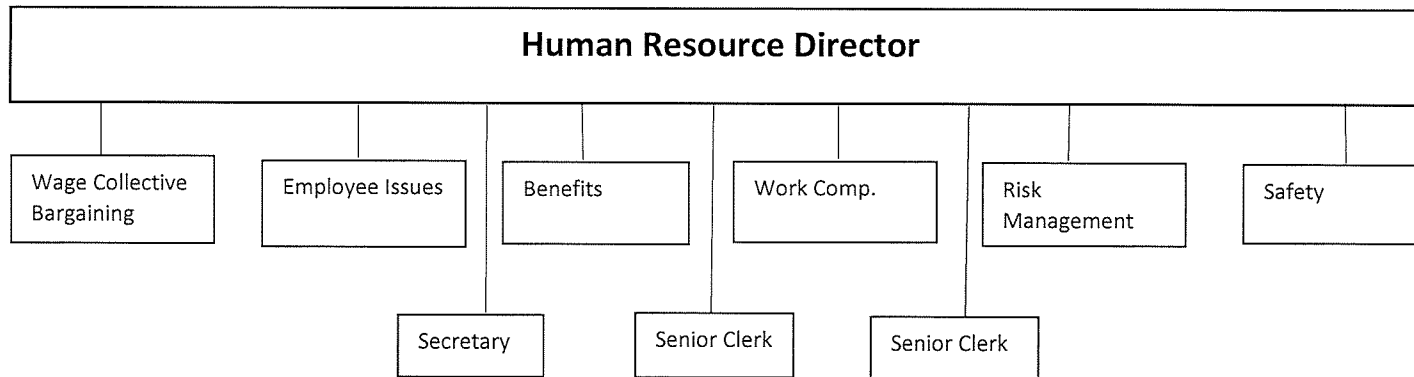 Human Resource Director
Wage Collective
Bargaining
Employee Issues
Benefits
Work Comp.
Risk
Management
Safety
Secretary
Senior Clerk
Senior Clerk